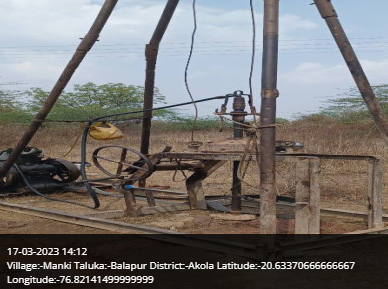 17-03-2023 14:12
Village:-Manki Taluka:-Balapur District:-Akola Latitude:-20.63370666666667
Longitude:-76.82141499999999